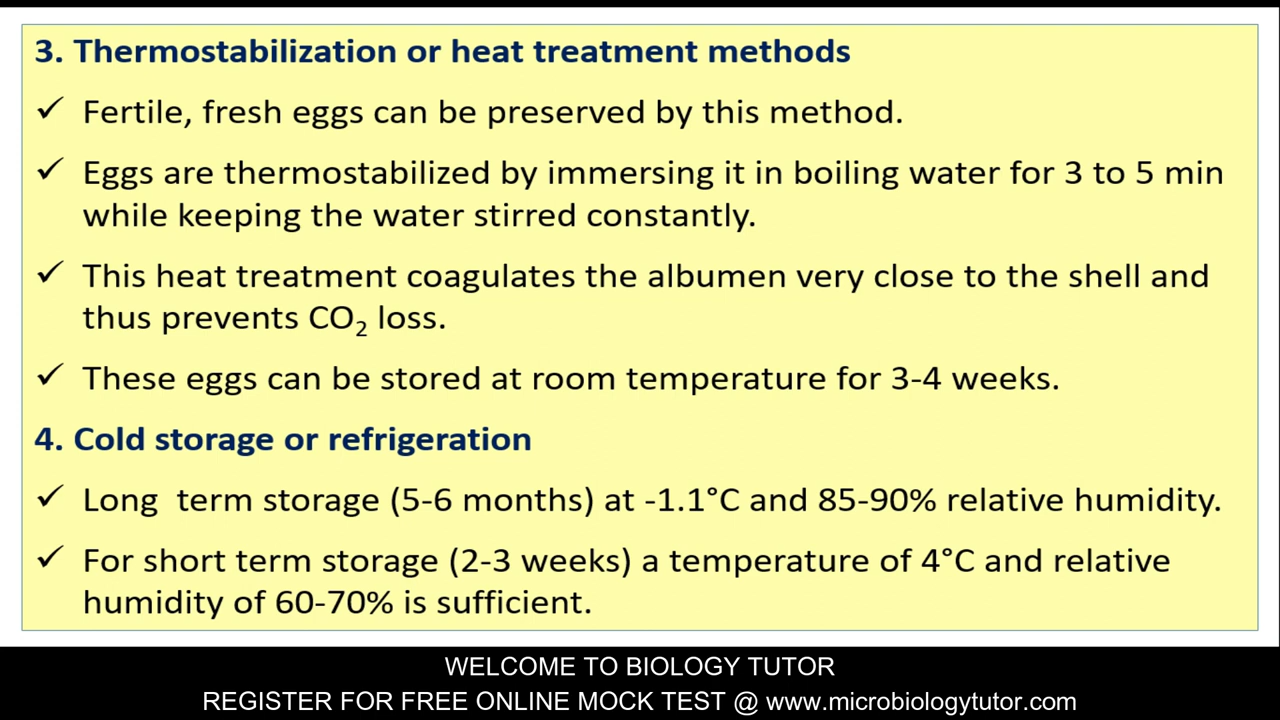 3. Thermostabilization or heat treatment methods
✓ Fertile, fresh eggs can be preserved by this method.
✓ Eggs are thermostabilized by immersing it in boiling water for 3 to 5 min
while keeping the water stirred constantly.
✓ This heat treatment coagulates the albumen very close to the shell and
thus prevents CO₂ loss.
✓ These eggs can be stored at room temperature for 3-4 weeks.
4. Cold storage or refrigeration
✓ Long  term storage (5-6 months) at -1.1°C and 85-90% relative humidity.
✓ For short term storage (2-3 weeks) a temperature of 4°C and relative
humidity of 60-70% is sufficient.
WELCOME TO BIOLOGY TUTOR
REGISTER FOR FREE ONLINE MOCK TEST @ www.microbiologytutor.com